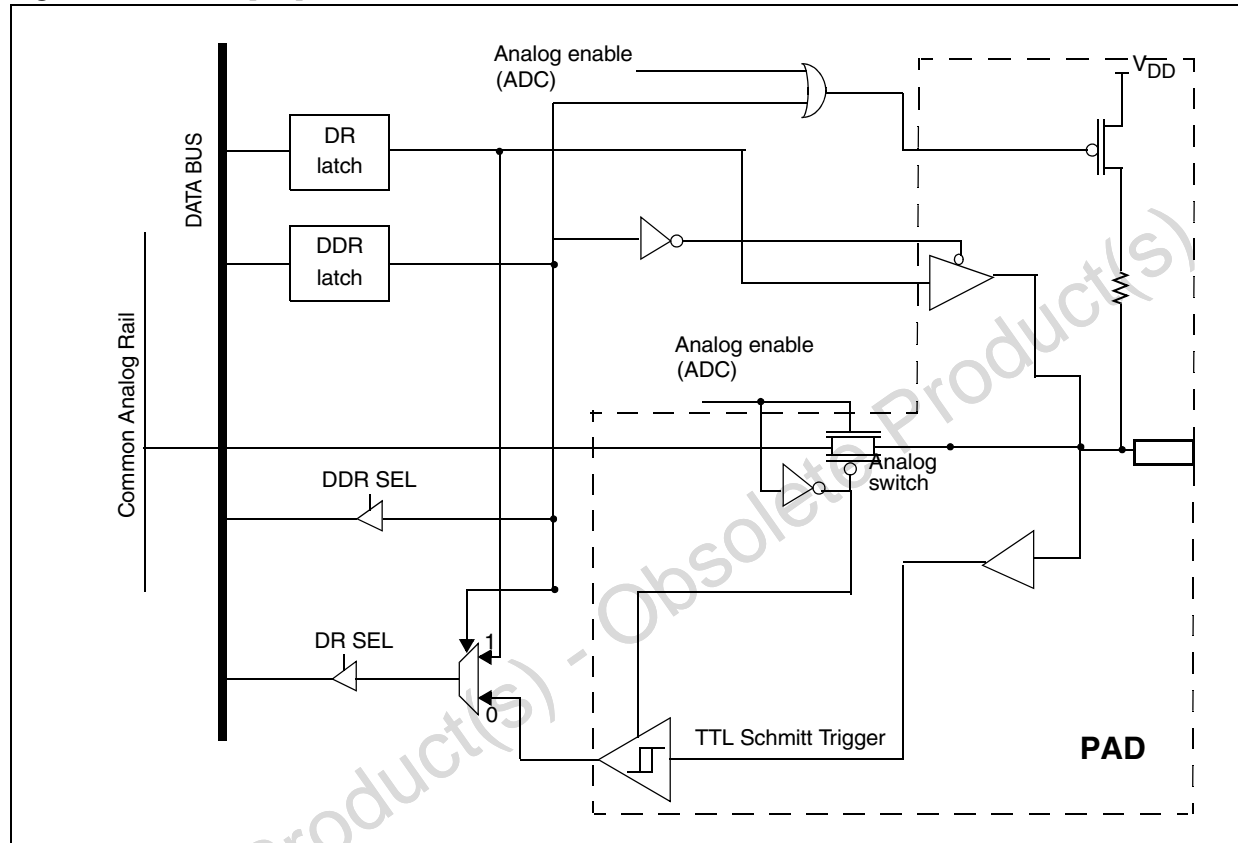 Analog enable
(ADC)
VDD
DATA BUS
DR
latch
DDR
latch
Common Analog Rail
Analog enable
(ADC)
Analog
switch
DDR SEL
DR SEL
1
0
TTL Schmitt Trigger
PAD
Product(s) - Obsolete Product(s)